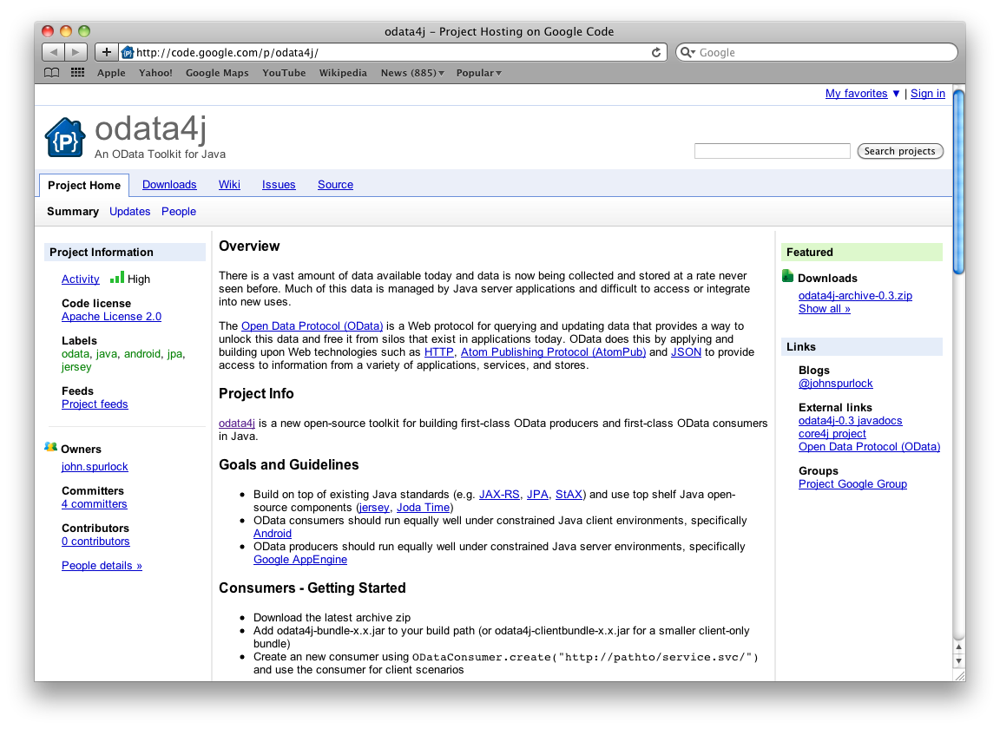 odata4j – Project Hosting on Google Code
http://code.google.com/p/odata4j/
Google
Apple Yahoo! Google Maps YouTube Wikipedia News (885)▾ Popular▾
My favorites ▼ | Sign in
{P}
odata4j
An OData Toolkit for Java
Search projects
Project Home Downloads Wiki Issues Source
Summary Updates People
Project Information
Activity High
Code license
Apache License 2.0
Labels
odata, java, android, jpa,
jersey
Feeds
Project feeds
Owners
john.spurlock
Committers
4 committers
Contributors
0 contributors
People details »
Overview
There is a vast amount of data available today and data is now being collected and stored at a rate never
seen before. Much of this data is managed by Java server applications and difficult to access or integrate
into new uses.
The Open Data Protocol (OData) is a Web protocol for querying and updating data that provides a way to
unlock this data and free it from silos that exist in applications today. OData does this by applying and
building upon Web technologies such as HTTP, Atom Publishing Protocol (AtomPub) and JSON to provide
access to information from a variety of applications, services, and stores.
Project Info
odata4j is a new open-source toolkit for building first-class OData producers and first-class OData consumers
in Java.
Goals and Guidelines
• Build on top of existing Java standards (e.g. JAX-RS, JPA, StAX) and use top shelf Java open-
source components (jersey, Joda Time)
• OData consumers should run equally well under constrained Java client environments, specifically
Android
• OData producers should run equally well under constrained Java server environments, specifically
Google AppEngine
Consumers - Getting Started
• Download the latest archive zip
• Add odata4j-bundle-x.x.jar to your build path (or odata4j-clientbundle-x.x.jar for a smaller client-only
bundle)
• Create an new consumer using ODataConsumer.create("http://pathto/service.svc/")
and use the consumer for client scenarios
Featured
Downloads
odata4j-archive-0.3.zip
Show all »
Links
Blogs
@johnspurlock
External links
odata4j-0.3 javadocs
core4j project
Open Data Protocol (OData)
Groups
Project Google Group